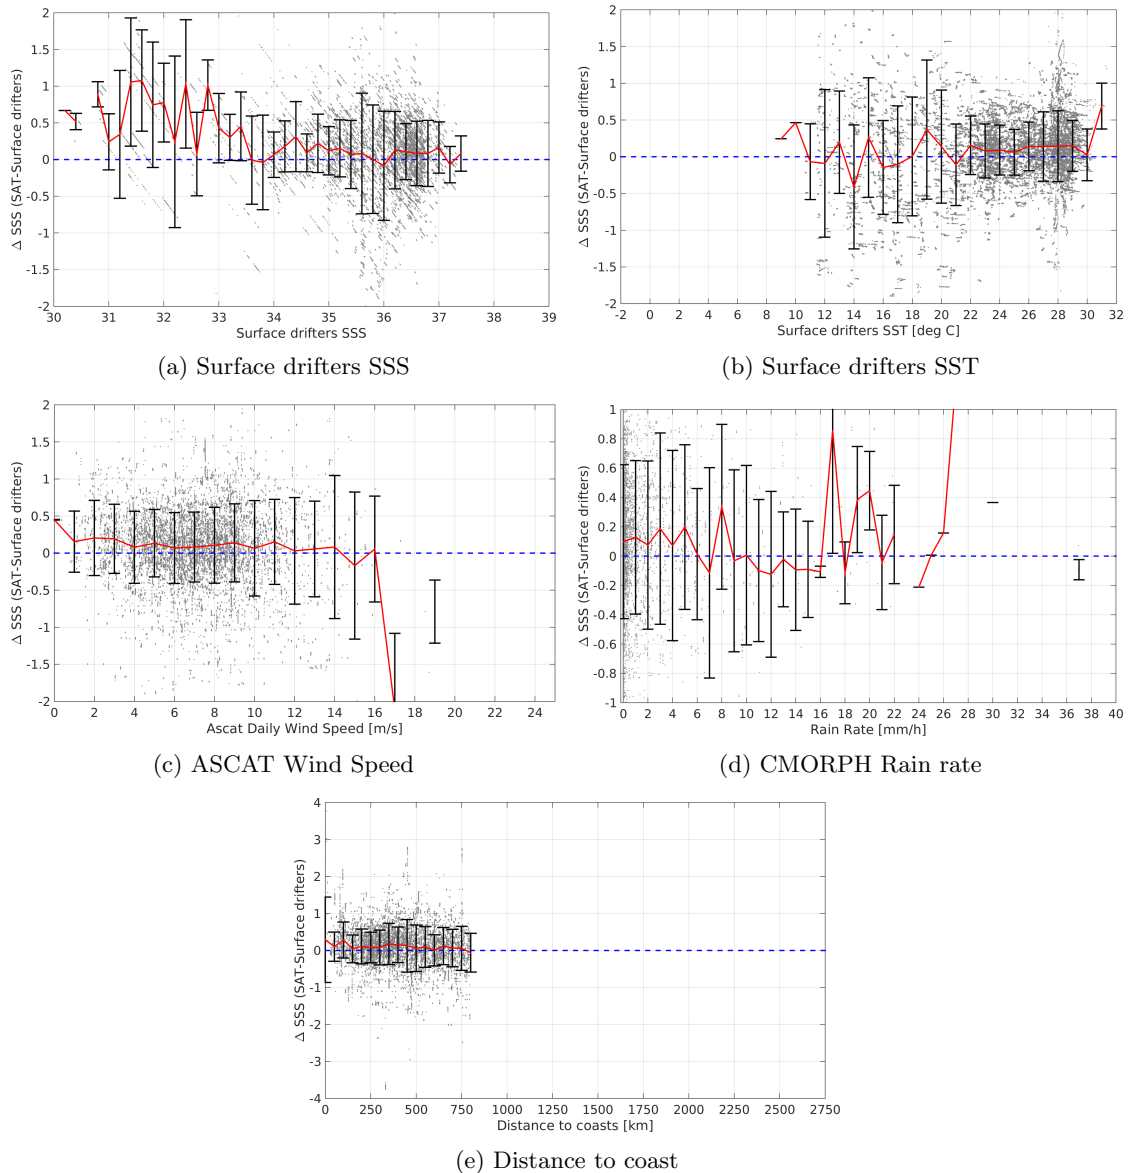 2
1.5
1
0.5
0
-0.5
-1
-1.5
-2
Δ SSS (SAT-Surface drifters)
30 31 32 33 34 35 36 37 38 39
Surface drifters SSS
(a) Surface drifters SSS
2
1.5
1
0.5
0
-0.5
-1
-1.5
-2
Δ SSS (SAT-Surface drifters)
-2 0 2 4 6 8 10 12 14 16 18 20 22 24 26 28 30 32
Surface drifters SST [deg C]
(b) Surface drifters SST
2
1.5
1
0.5
0
-0.5
-1
-1.5
-2
Δ SSS (SAT-Surface drifters)
0 2 4 6 8 10 12 14 16 18 20 22 24
Ascat Daily Wind Speed [m/s]
(c) ASCAT Wind Speed
1
0.8
0.6
0.4
0.2
0
-0.2
-0.4
-0.6
-0.8
-1
Δ SSS (SAT-Surface drifters)
0 2 4 6 8 10 12 14 16 18 20 22 24 26 28 30 32 34 36 38 40
Rain Rate [mm/h]
(d) CMORPH Rain rate
4
3
2
1
0
-1
-2
-3
-4
Δ SSS (SAT-Surface drifters)
0 250 500 750 1000 1250 1500 1750 2000 2250 2500 2750
Distance to coasts [km]
(e) Distance to coast